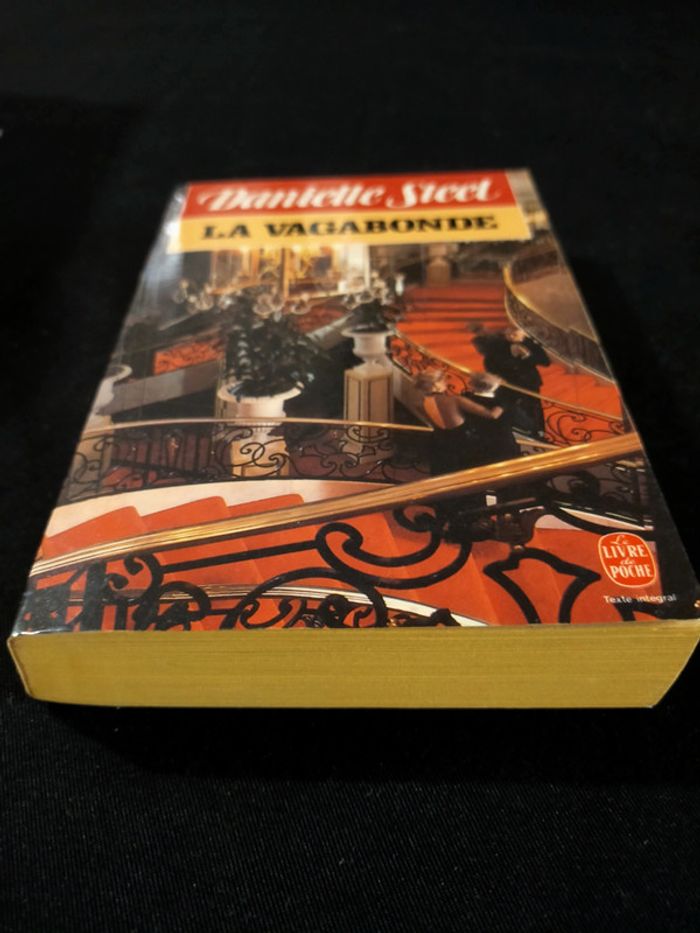 Danielle Steel
LA VAGABONDE
Le
LIVRE
de
POCHE
Texte intégral